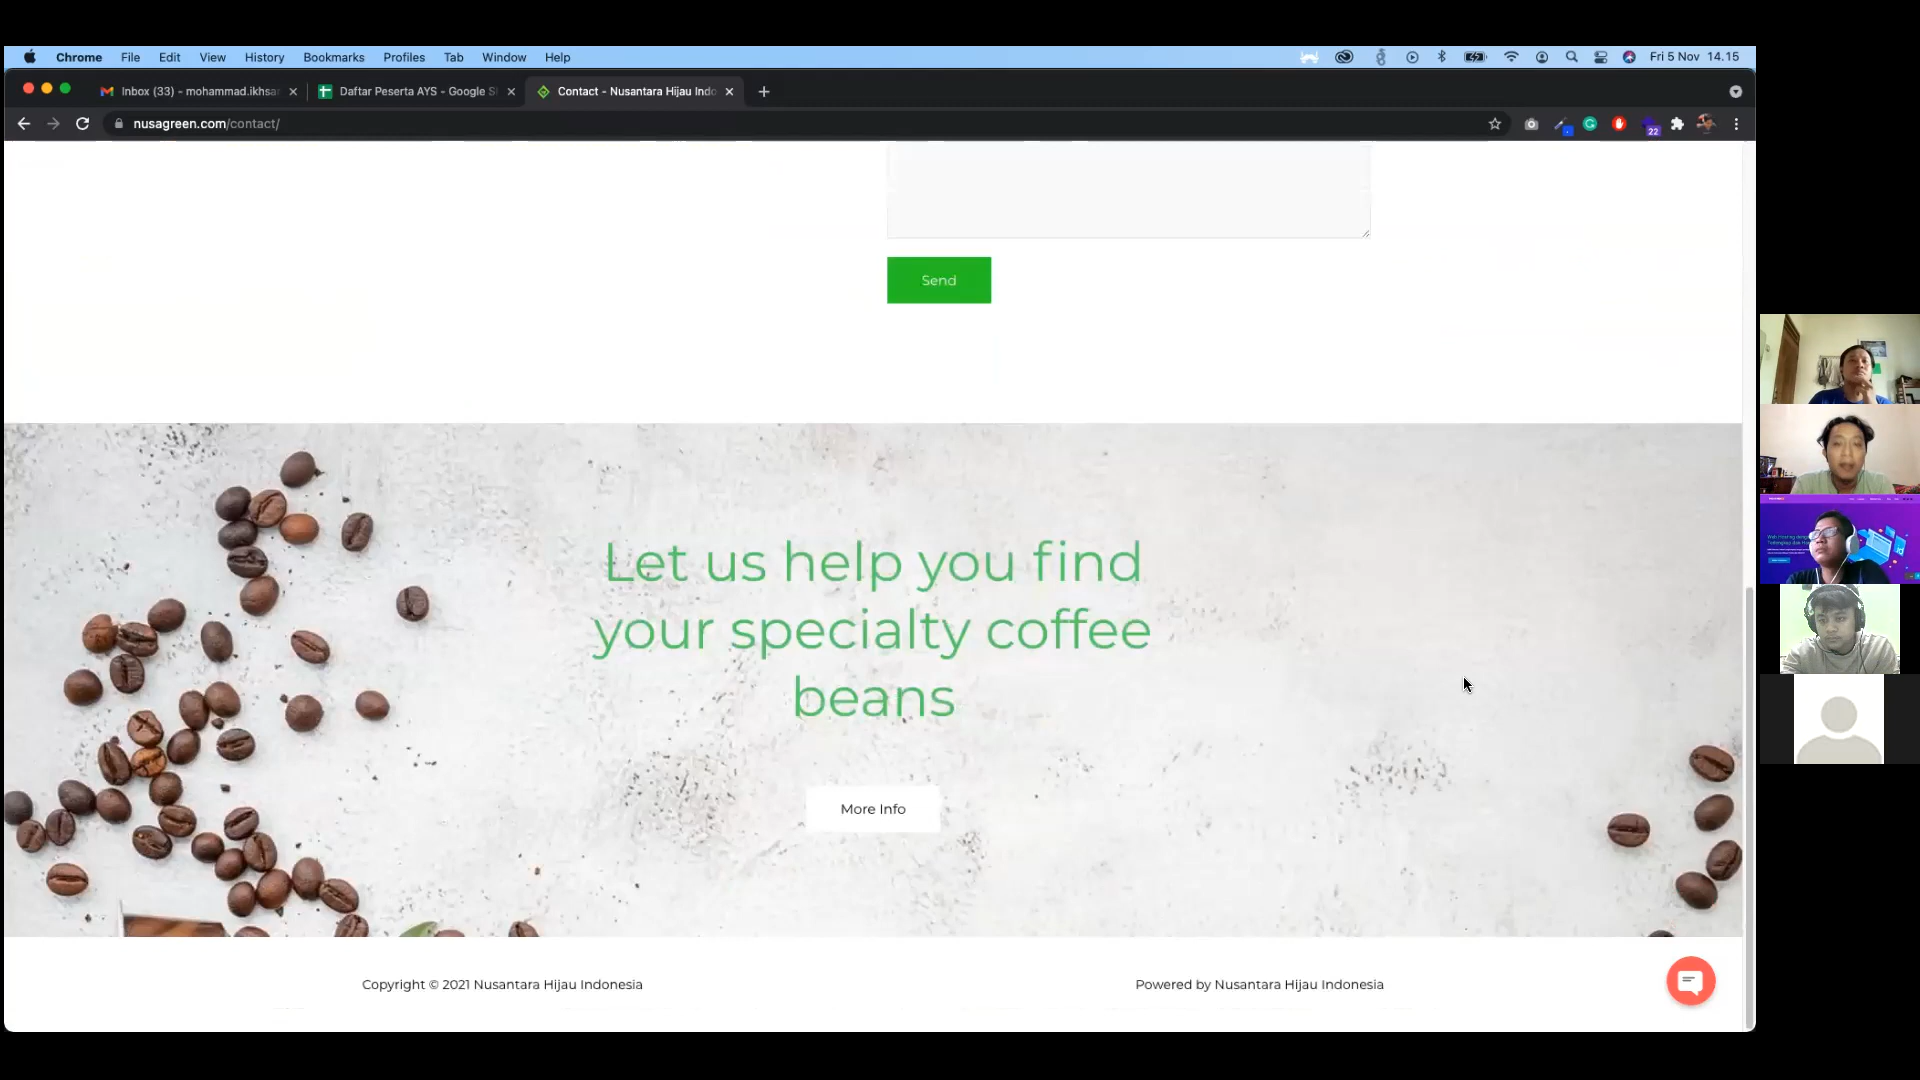 Chrome File Edit View History Bookmarks Profiles Tab Window Help Fri 5 Nov 14.15
Inbox (33) - mohammad.ikhsa
Daftar Peserta AYS - Google S
Contact - Nusantara Hijau Indo
nusagreen.com/contact/
22
Send
Let us help you find
your specialty coffee
beans
More Info
Copyright © 2021 Nusantara Hijau Indonesia
Powered by Nusantara Hijau Indonesia